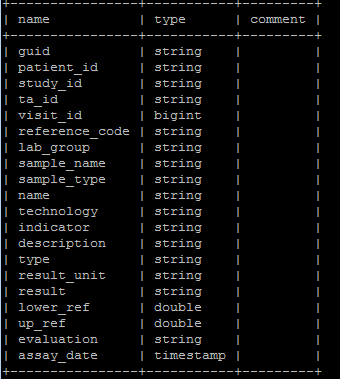 +----------------+-----------+---------+
| name           | type      | comment |
+----------------+-----------+---------+
| guid           | string    |         |
| patient_id     | string    |         |
| study_id       | string    |         |
| ta_id          | string    |         |
| visit_id       | bigint    |         |
| reference_code | string    |         |
| lab_group      | string    |         |
| sample_name    | string    |         |
| sample_type    | string    |         |
| name           | string    |         |
| technology     | string    |         |
| indicator      | string    |         |
| description    | string    |         |
| type           | string    |         |
| result_unit    | string    |         |
| result         | string    |         |
| lower_ref      | double    |         |
| up_ref         | double    |         |
| evaluation     | string    |         |
| assay_date     | timestamp |         |
+----------------+-----------+---------+